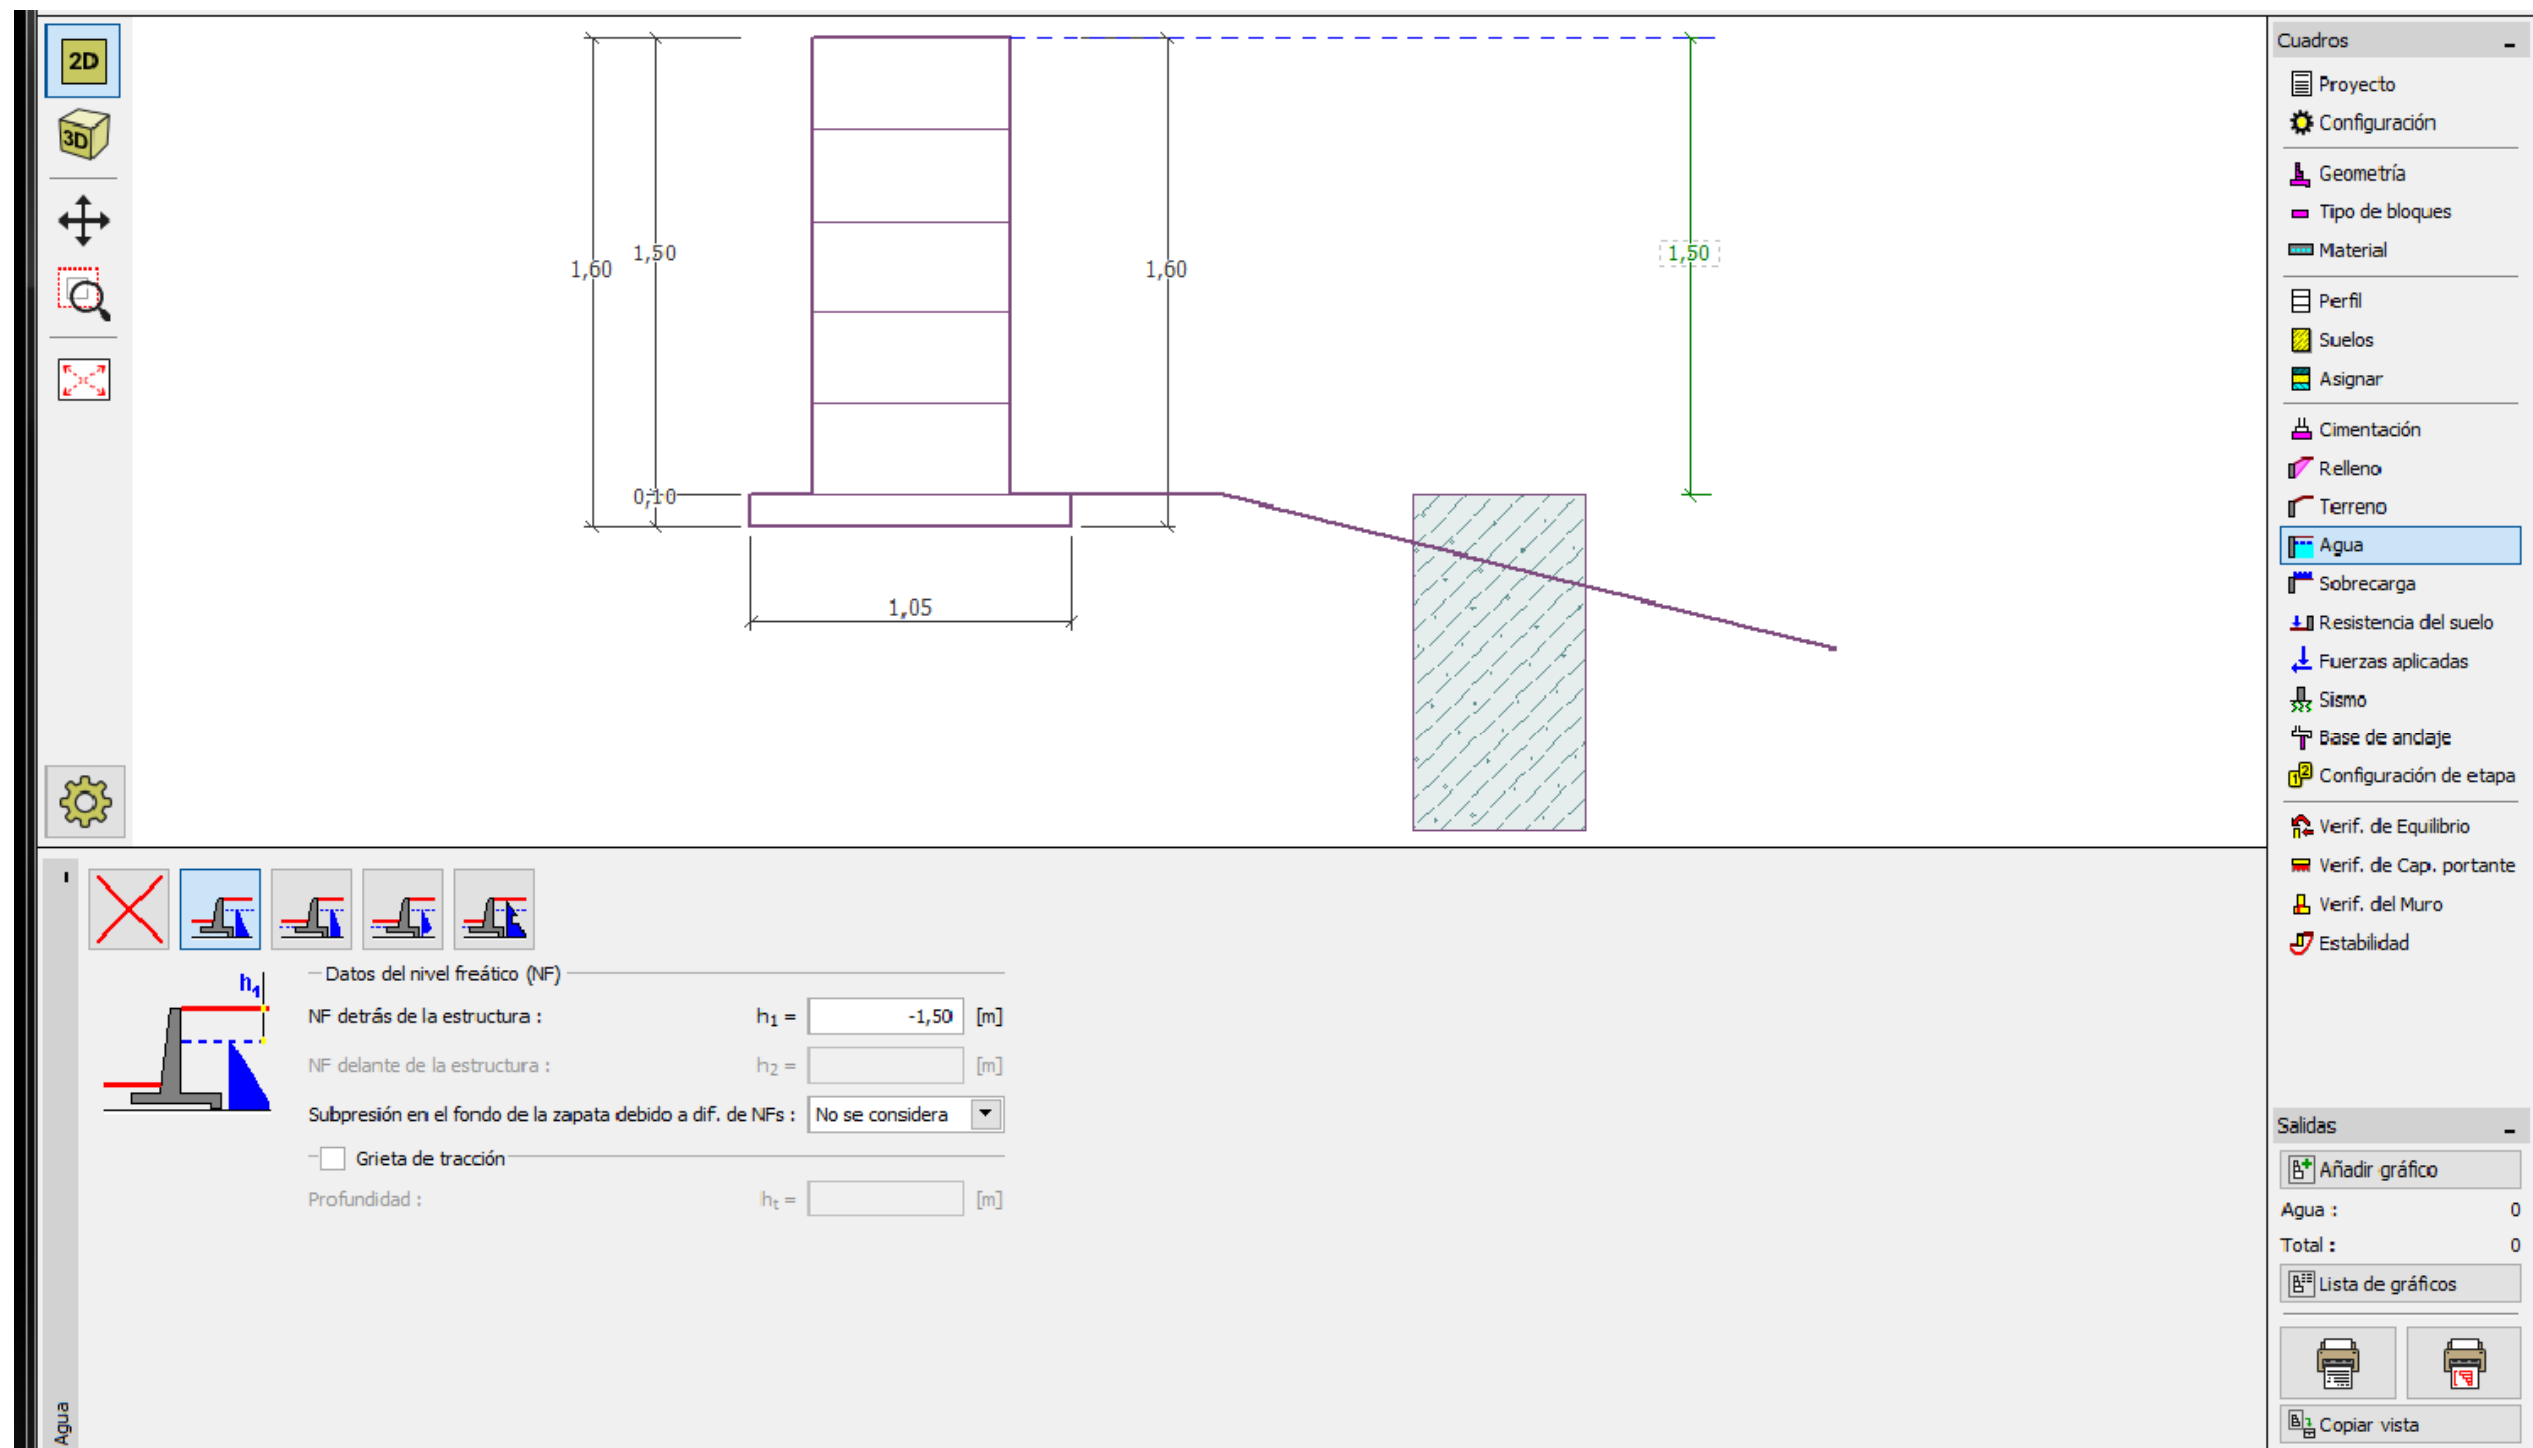 2D
3D
1,60
1,50
0,10
1,05
1,60
1,50
Cuadros
Proyecto
Configuración
Geometría
Tipo de bloques
Material
Perfil
Suelos
Asignar
Cimentación
Relleno
Terreno
Agua
Sobrecarga
Resistencia del suelo
Fuerzas aplicadas
Sismo
Base de anclaje
Configuración de etapa
Verif. de Equilibrio
Verif. de Cap. portante
Verif. del Muro
Estabilidad
Datos del nivel freático (NF)
h1
NF detrás de la estructura : h1 = -1,50 [m]
NF delante de la estructura : h2 = [m]
Subpresión en el fondo de la zapata debido a dif. de NFs : No se considera
Grieta de tracción
Profundidad : ht = [m]
Agua
Salidas
Añadir gráfico
Agua : 0
Total : 0
Lista de gráficos
Copiar vista